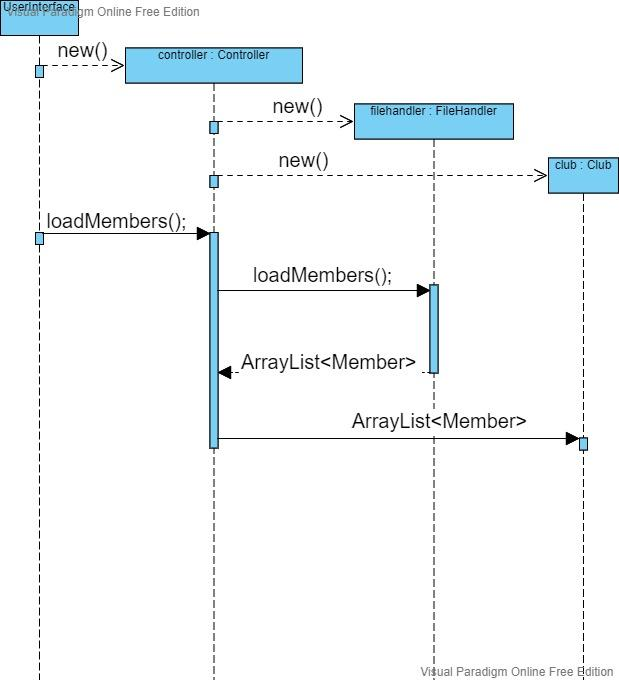 UserInterface
Visual Paradigm Online Free Edition
new()
controller : Controller
new()
filehandler : FileHandler
new()
club : Club
loadMembers();
loadMembers();
ArrayList<Member>
ArrayList<Member>
Visual Paradigm Online Free Edition